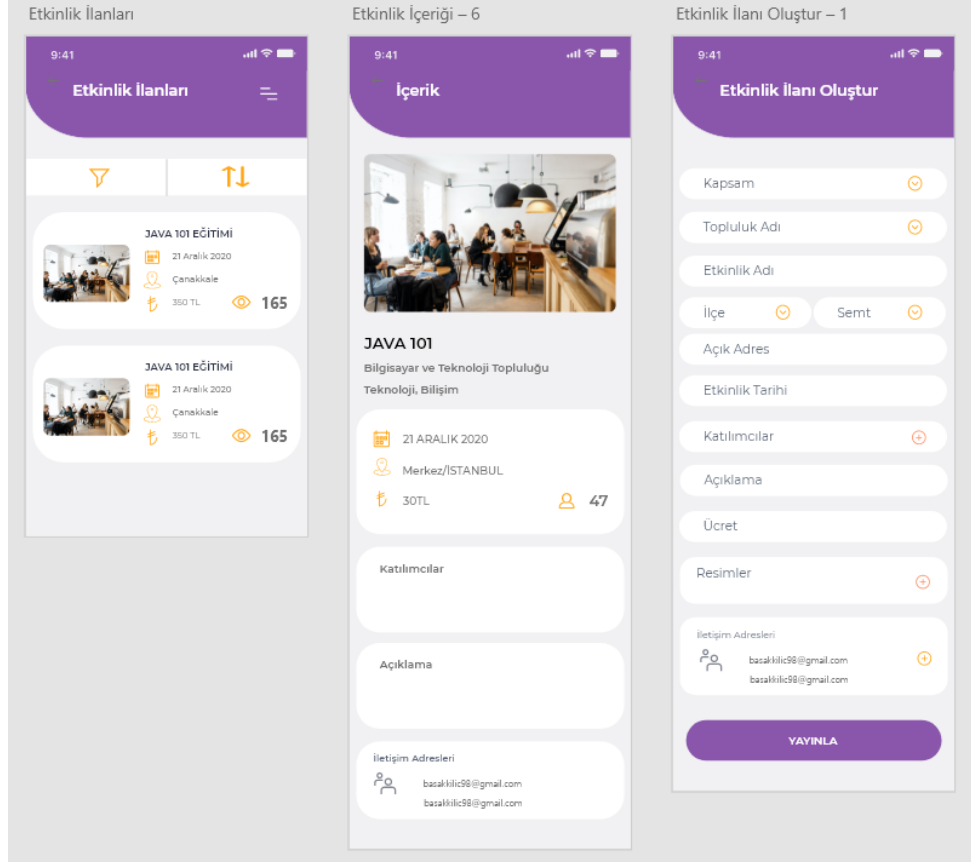 Etkinlik İlanları
9:41
Etkinlik İlanları
JAVA 101 EĞİTİMİ
21 Aralık 2020
Çanakkale
350 TL
165
JAVA 101 EĞİTİMİ
21 Aralık 2020
Çanakkale
350 TL
165
Etkinlik İçeriği – 6
9:41
İçerik
JAVA 101
Bilgisayar ve Teknoloji Topluluğu
Teknoloji, Bilişim
21 ARALIK 2020
Merkez/İSTANBUL
30TL
47
Katılımcılar
Açıklama
İletişim Adresleri
basakkilic98@gmail.com
basakkilic98@gmail.com
Etkinlik İlanı Oluştur – 1
9:41
Etkinlik İlanı Oluştur
Kapsam
Topluluk Adı
Etkinlik Adı
İlçe
Semt
Açık Adres
Etkinlik Tarihi
Katılımcılar
Açıklama
Ücret
Resimler
İletişim Adresleri
basakkilic98@gmail.com
basakkilic98@gmail.com
YAYINLA